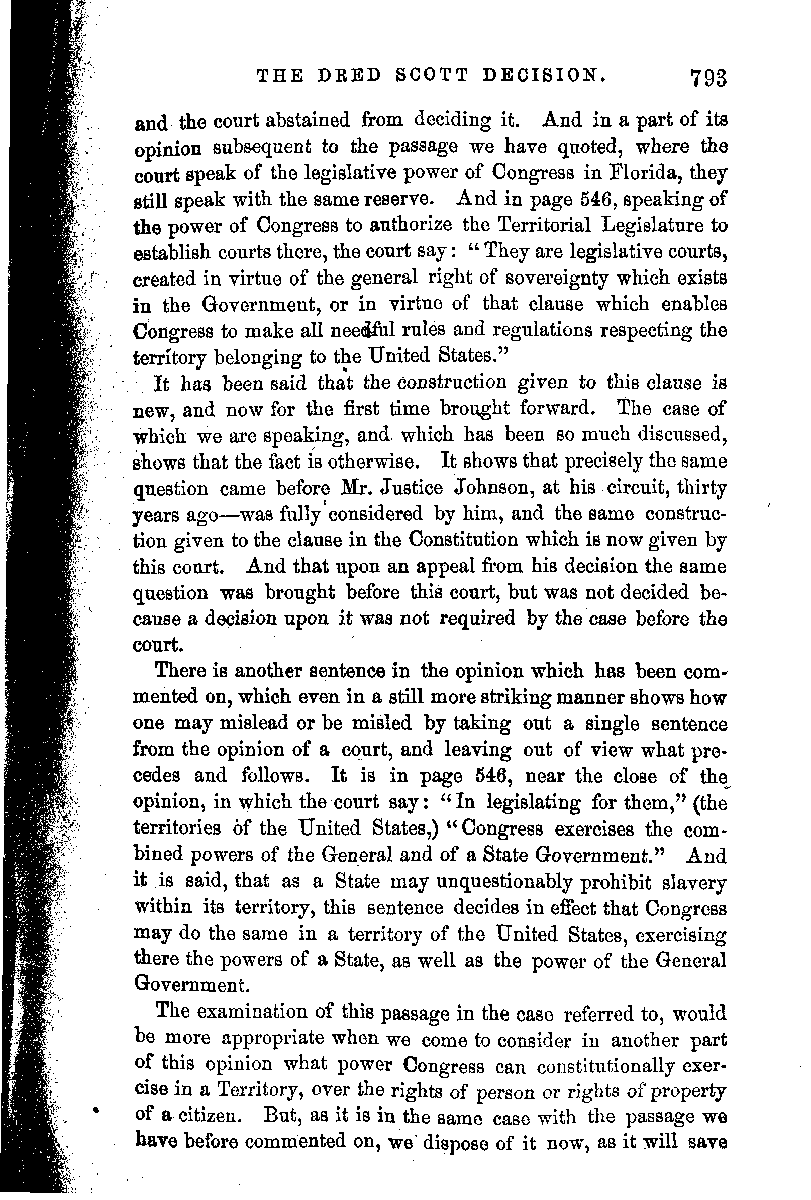 THE DRED SCOTT DECISION. 793
and the court abstained from deciding it. And in a part of its
opinion subsequent to the passage we have quoted, where the
court speak of the legislative power of Congress in Florida, they
still speak with the same reserve. And in page 546, speaking of
the power of Congress to authorize the Territorial Legislature to
establish courts there, the court say: “They are legislative courts,
created in virtue of the general right of sovereignty which exists
in the Government, or in virtue of that clause which enables
Congress to make all needful rules and regulations respecting the
territory belonging to the United States.”
It has been said that the construction given to this clause is
new, and now for the first time brought forward. The case of
which we are speaking, and which has been so much discussed,
shows that the fact is otherwise. It shows that precisely the same
question came before Mr. Justice Johnson, at his circuit, thirty
years ago—was fully considered by him, and the same construc-
tion given to the clause in the Constitution which is now given by
this court. And that upon an appeal from his decision the same
question was brought before this court, but was not decided be-
cause a decision upon it was not required by the case before the
court.
There is another sentence in the opinion which has been com-
mented on, which even in a still more striking manner shows how
one may mislead or be misled by taking out a single sentence
from the opinion of a court, and leaving out of view what pre-
cedes and follows. It is in page 546, near the close of the
opinion, in which the court say: “In legislating for them,” (the
territories of the United States,) “Congress exercises the com-
bined powers of the General and of a State Government.” And
it is said, that as a State may unquestionably prohibit slavery
within its territory, this sentence decides in effect that Congress
may do the same in a territory of the United States, exercising
there the powers of a State, as well as the power of the General
Government.
The examination of this passage in the case referred to, would
be more appropriate when we come to consider in another part
of this opinion what power Congress can constitutionally exer-
cise in a Territory, over the rights of person or rights of property
of a citizen. But, as it is in the same case with the passage we
have before commented on, we dispose of it now, as it will save